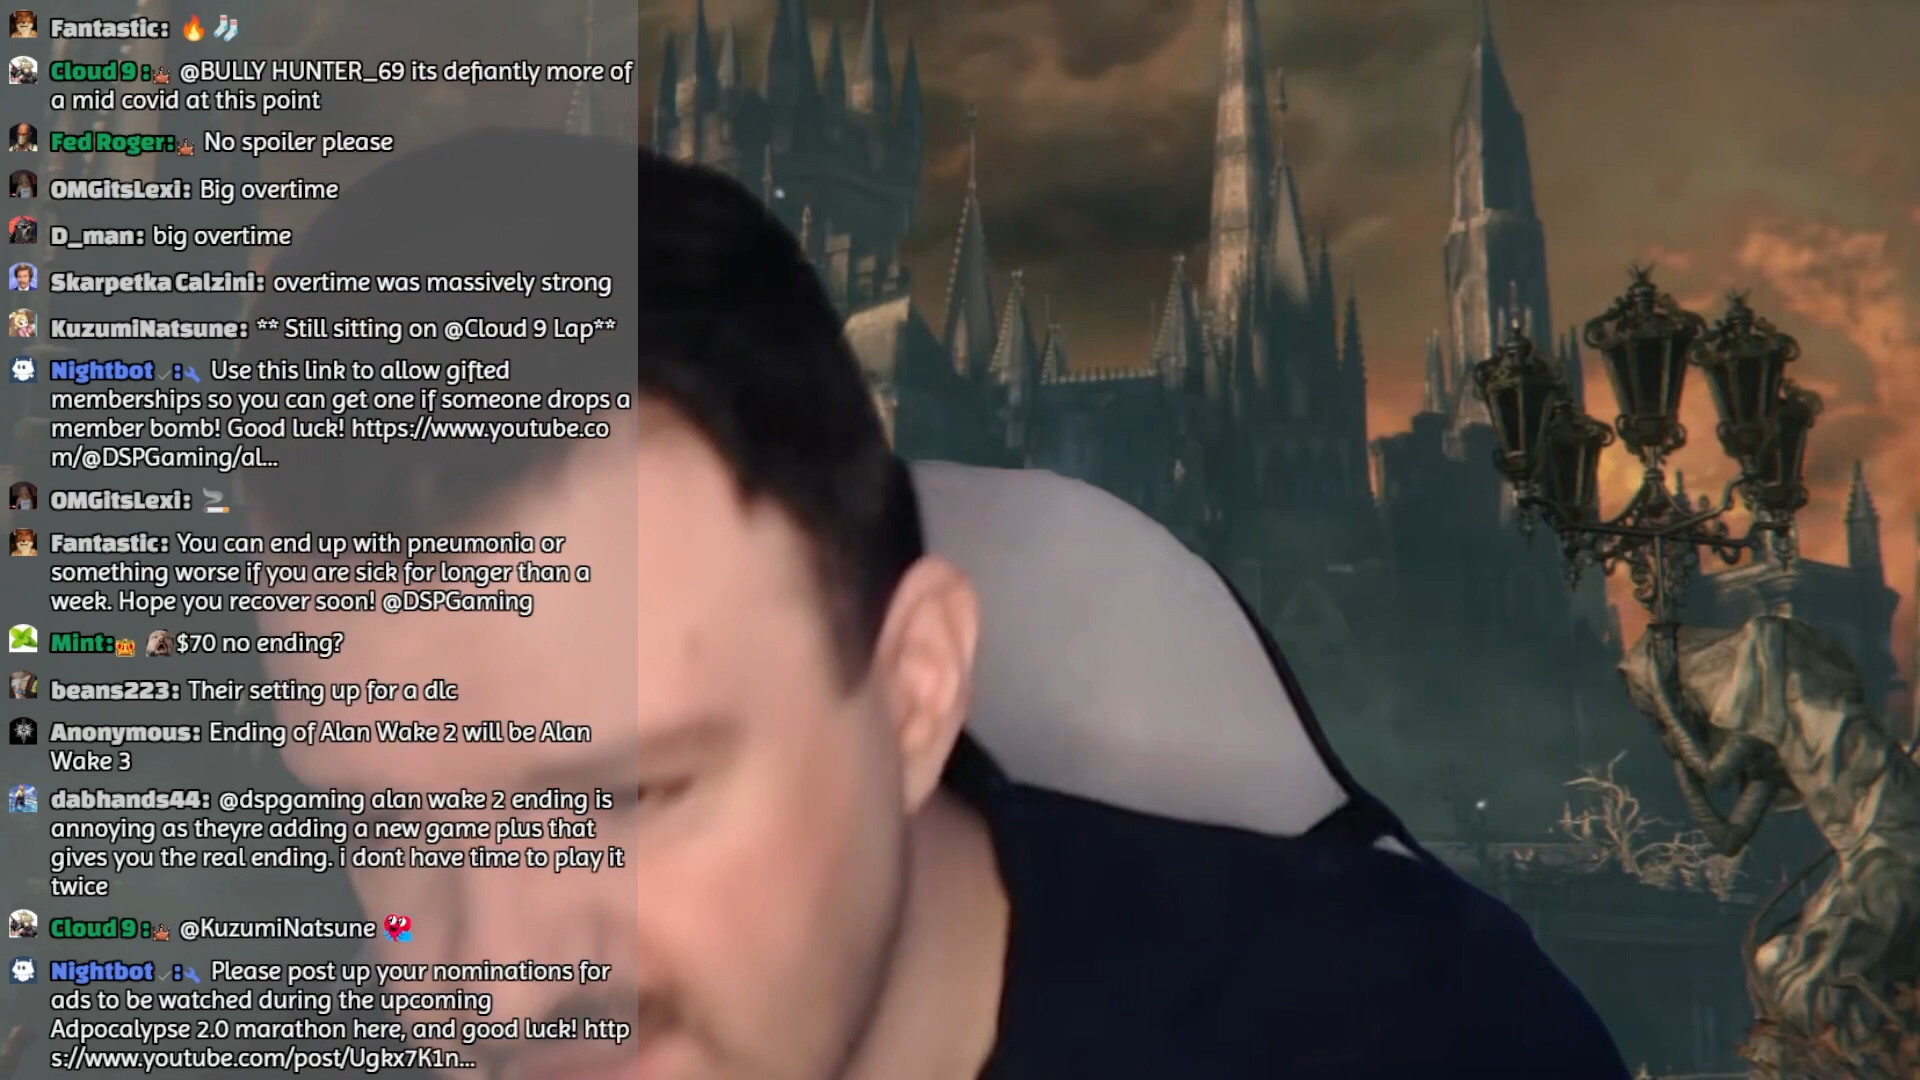 Fantastic:
Cloud 9: @BULLY HUNTER_69 its defiantly more of
a mid covid at this point
Fed Roger: No spoiler please
OMGitsLexi: Big overtime
D_man: big overtime
Skarpetka Calzini: overtime was massively strong
KuzumiNatsune: ** Still sitting on @Cloud 9 Lap**
Nightbot: Use this link to allow gifted
memberships so you can get one if someone drops a
member bomb! Good luck! https://www.youtube.co
m/@DSPGaming/al...
OMGitsLexi:
Fantastic: You can end up with pneumonia or
something worse if you are sick for longer than a
week. Hope you recover soon! @DSPGaming
Mint: $70 no ending?
beans223: Their setting up for a dlc
Anonymous: Ending of Alan Wake 2 will be Alan
Wake 3
dabhands44: @dspgaming alan wake 2 ending is
annoying as theyre adding a new game plus that
gives you the real ending. i dont have time to play it
twice
Cloud 9: @KuzumiNatsune
Nightbot: Please post up your nominations for
ads to be watched during the upcoming
Adpocalypse 2.0 marathon here, and good luck! http
s://www.youtube.com/post/Ugkx7K1n...